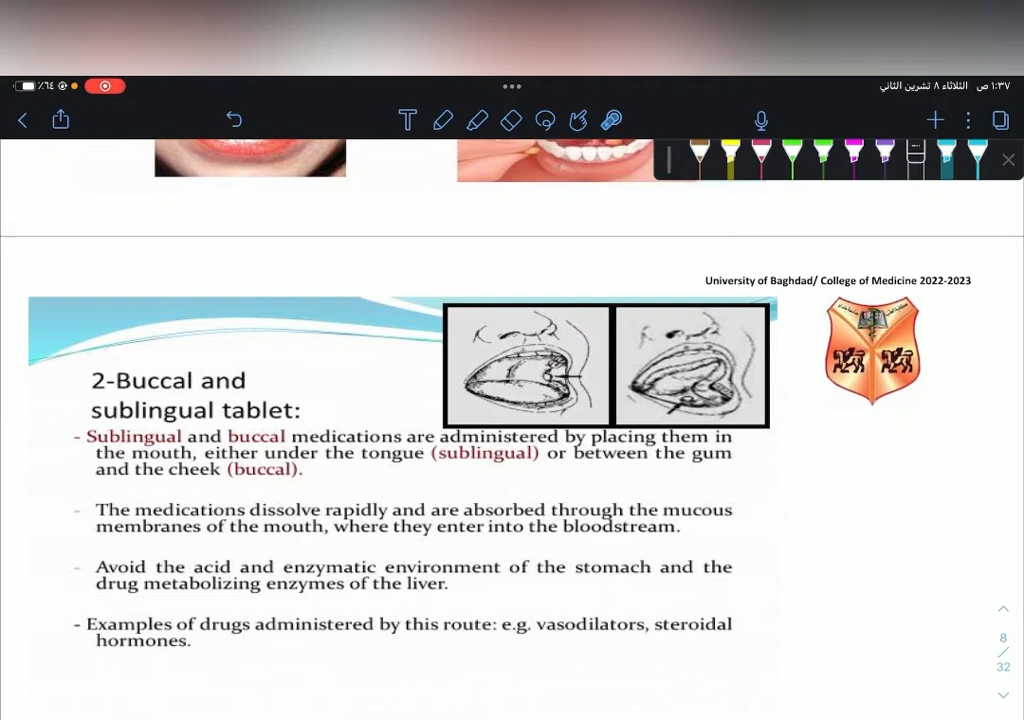 ٪٦٤
١:٣٧ ص الثلاثاء ٨ تشرين الثاني
T
University of Baghdad/ College of Medicine 2022-2023
2-Buccal and
sublingual tablet:
- Sublingual and buccal medications are administered by placing them in
the mouth, either under the tongue (sublingual) or between the gum
and the cheek (buccal).
- The medications dissolve rapidly and are absorbed through the mucous
membranes of the mouth, where they enter into the bloodstream.
- Avoid the acid and enzymatic environment of the stomach and the
drug metabolizing enzymes of the liver.
- Examples of drugs administered by this route: e.g. vasodilators, steroidal
hormones.
8
/
32